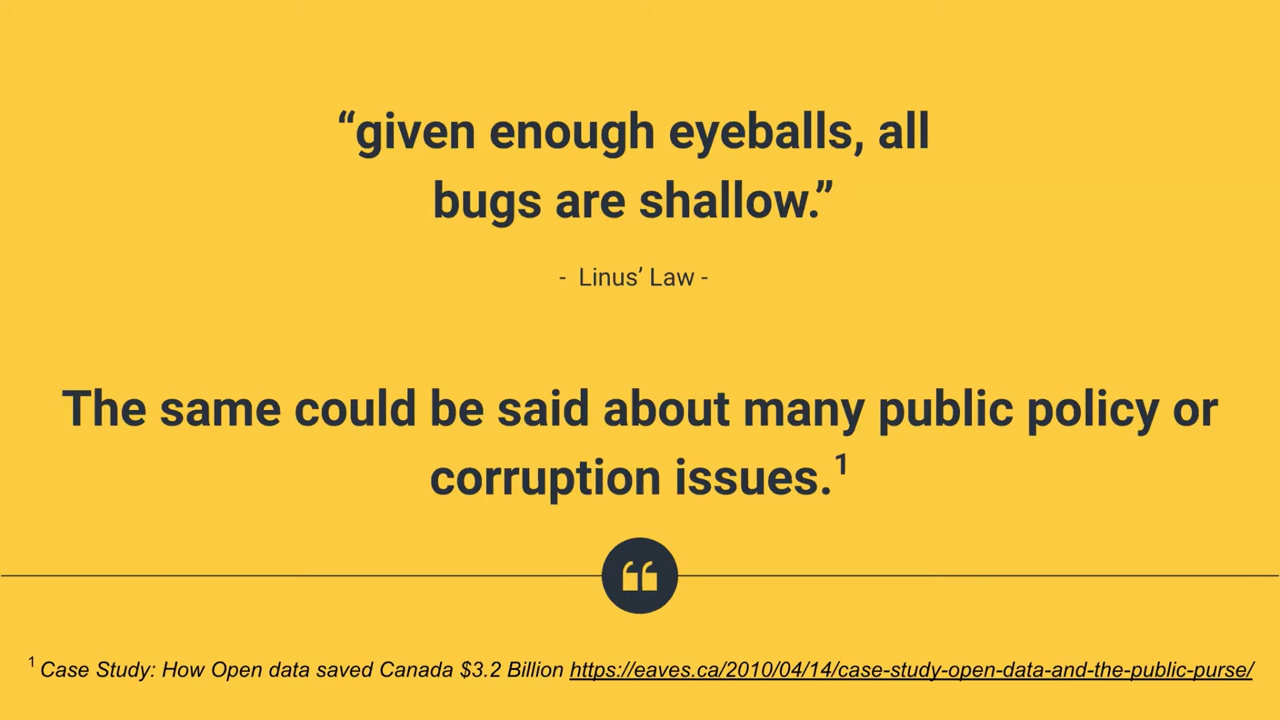 “given enough eyeballs, all
bugs are shallow.”
- Linus’ Law -
The same could be said about many public policy or
corruption issues.¹
¹ Case Study: How Open data saved Canada $3.2 Billion https://eaves.ca/2010/04/14/case-study-open-data-and-the-public-purse/